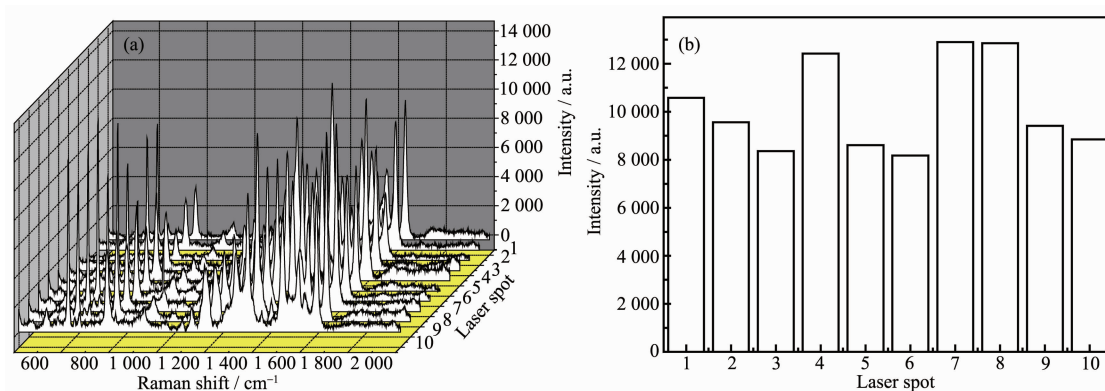 (a)
14 000
12 000
10 000
8 000
6 000
4 000
2 000
0
Intensity / a.u.
1
2
3
4
5
6
7
8
9
10
Laser spot
600 800 1 000 1 200 1 400 1 600 1 800 2 000
Raman shift / cm⁻¹
(b)
12 000
10 000
8 000
6 000
4 000
2 000
0
Intensity / a.u.
1 2 3 4 5 6 7 8 9 10
Laser spot